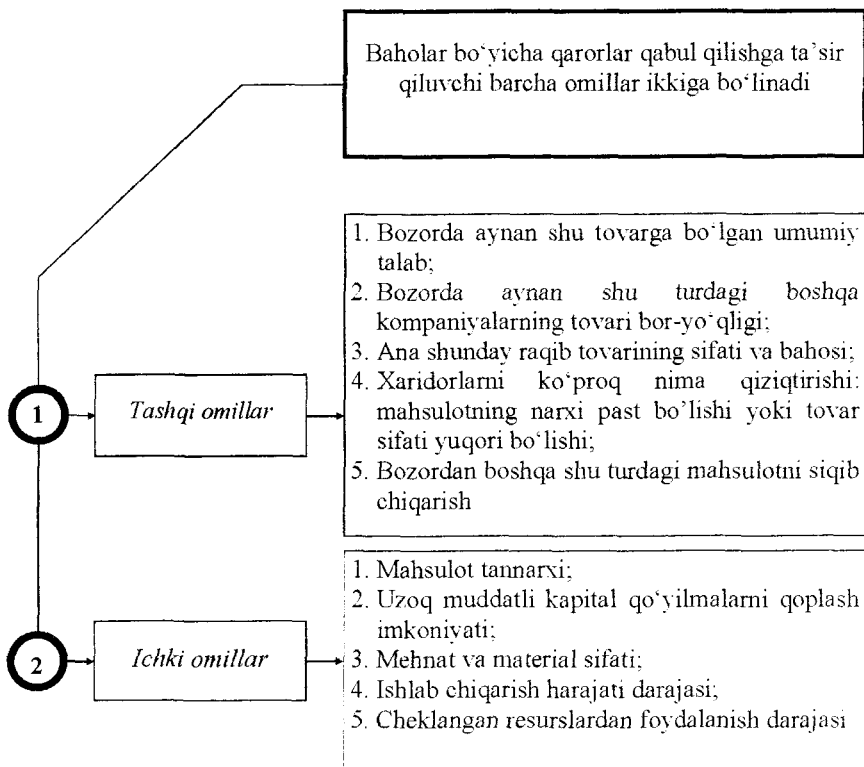 Baholar bo‘yicha qarorlar qabul qilishga ta’sir
qiluvchi barcha omillar ikkiga bo‘linadi
1. Bozorda aynan shu tovarga bo‘lgan umumiy
talab;
2. Bozorda aynan shu turdagi boshqa
kompaniyalarning tovari bor-yo‘qligi;
3. Ana shunday raqib tovarining sifati va bahosi;
4. Xaridorlarni ko‘proq nima qiziqtirishi:
mahsulotning narxi past bo’lishi yoki tovar
sifati yuqori bo‘lishi;
5. Bozordan boshqa shu turdagi mahsulotni siqib
chiqarish
1
Tashqi omillar
1. Mahsulot tannarxi;
2. Uzoq muddatli kapital qo‘yilmalarni qoplash
imkoniyati;
3. Mehnat va material sifati;
4. Ishlab chiqarish harajati darajasi;
5. Cheklangan resurslardan foydalanish darajasi
2
Ichki omillar